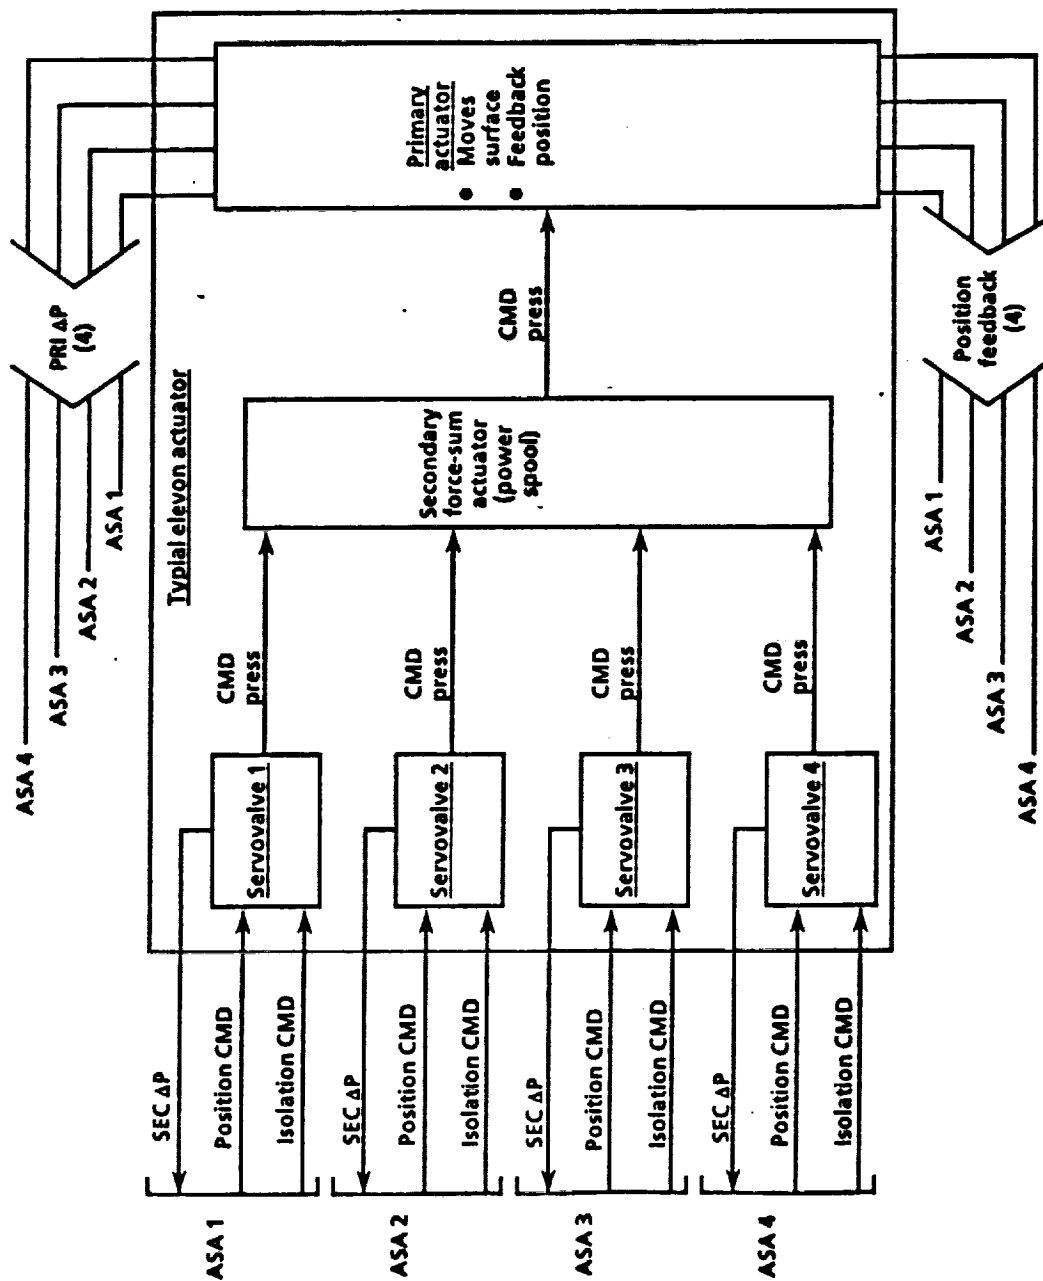 ASA 4
ASA 3
ASA 2
ASA 1
PRI ΔP
(4)
Typial elevon actuator
ASA 1
SEC ΔP
Position CMD
Isolation CMD
Servovalve 1
CMD
press
ASA 2
SEC ΔP
Position CMD
Isolation CMD
Servovalve 2
CMD
press
ASA 3
SEC ΔP
Position CMD
Isolation CMD
Servovalve 3
CMD
press
ASA 4
SEC ΔP
Position CMD
Isolation CMD
Servovalve 4
CMD
press
Secondary
force-sum
actuator
(power
spool)
CMD
press
Primary
actuator
● Moves
surface
● Feedback
position
ASA 1
ASA 2
ASA 3
ASA 4
Position
feedback
(4)